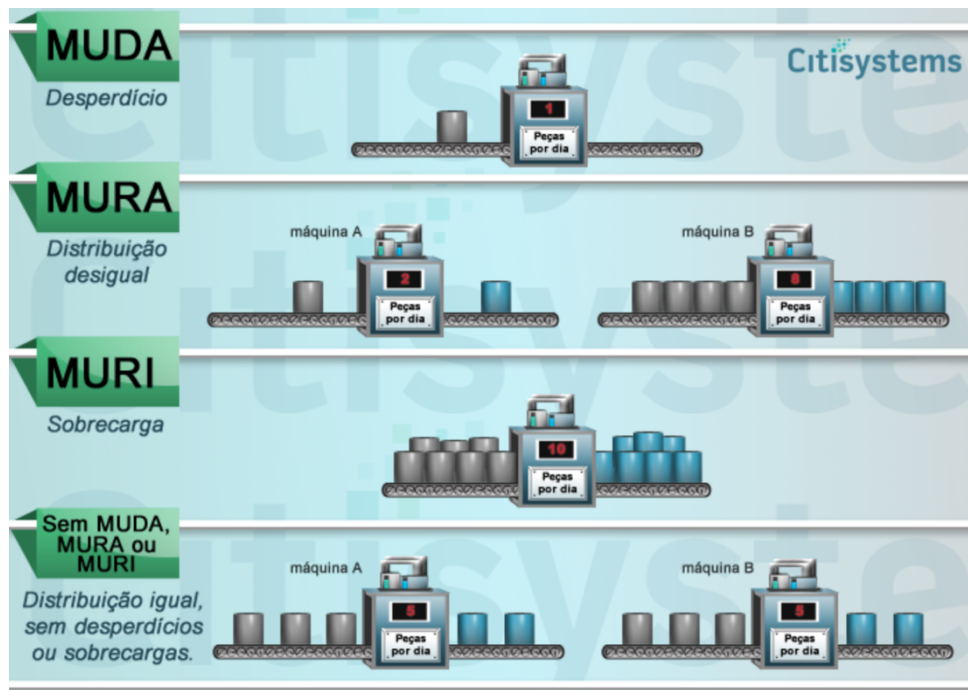 MUDA
Desperdício
Citisystems
1
Peças
por dia
MURA
Distribuição
desigual
máquina A
2
Peças
por dia
máquina B
8
Peças
por dia
MURI
Sobrecarga
10
Peças
por dia
Sem MUDA,
MURA ou
MURI
Distribuição igual,
sem desperdícios
ou sobrecargas.
máquina A
5
Peças
por dia
máquina B
5
Peças
por dia